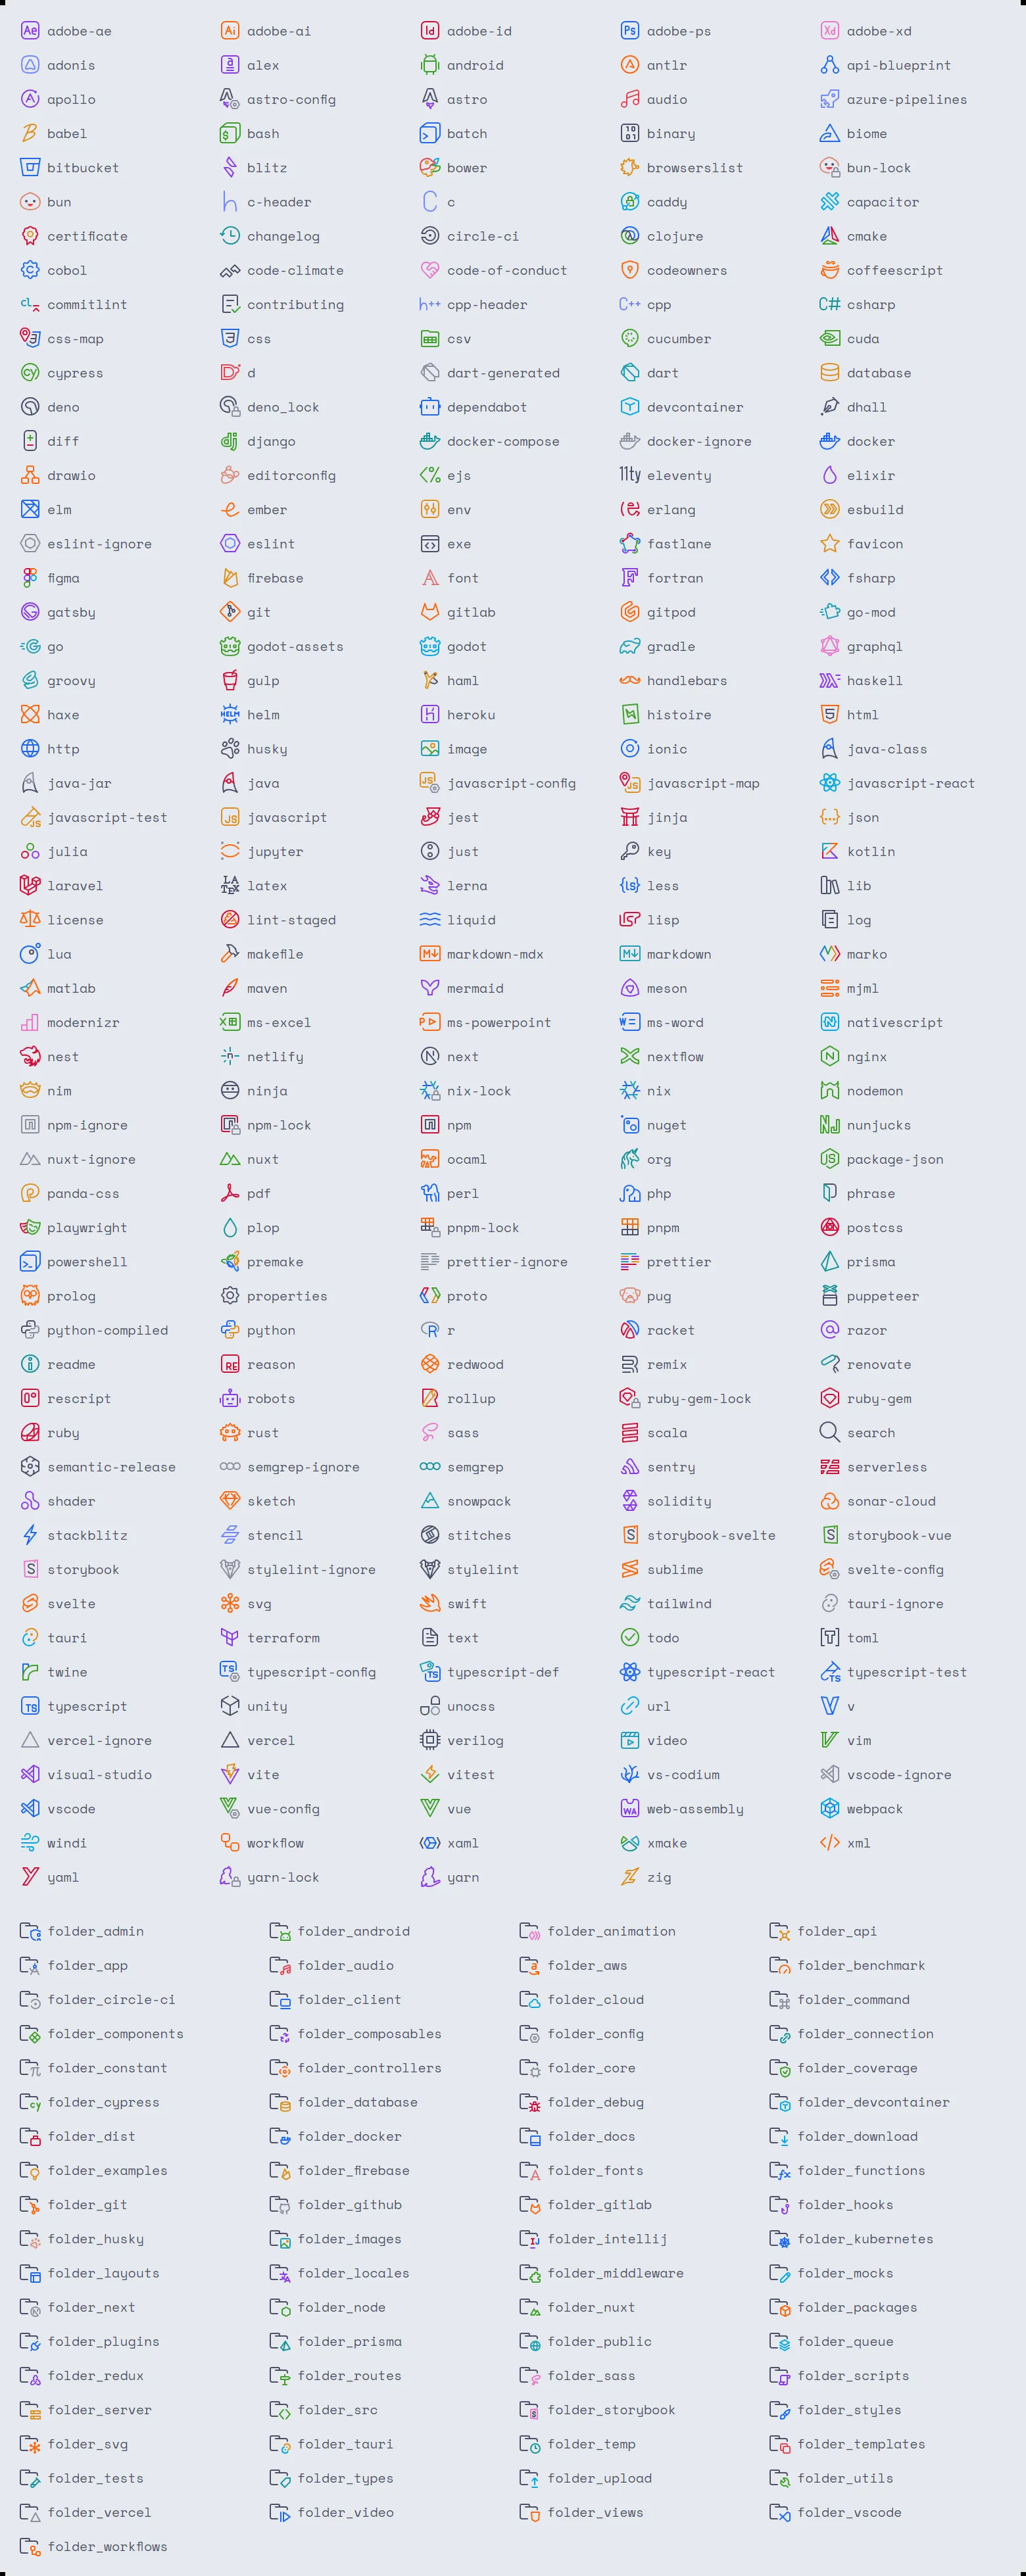 adobe-ae adobe-ai adobe-id adobe-ps adobe-xd
adonis alex android antlr api-blueprint
apollo astro-config astro audio azure-pipelines
babel bash batch binary biome
bitbucket blitz bower browserslist bun-lock
bun c-header c caddy capacitor
certificate changelog circle-ci clojure cmake
cobol code-climate code-of-conduct codeowners coffeescript
commitlint contributing cpp-header cpp csharp
css-map css csv cucumber cuda
cypress d dart-generated dart database
deno deno_lock dependabot devcontainer dhall
diff django docker-compose docker-ignore docker
drawio editorconfig ejs eleventy elixir
elm ember env erlang esbuild
eslint-ignore eslint exe fastlane favicon
figma firebase font fortran fsharp
gatsby git gitlab gitpod go-mod
go godot-assets godot gradle graphql
groovy gulp haml handlebars haskell
haxe helm heroku histoire html
http husky image ionic java-class
java-jar java javascript-config javascript-map javascript-react
javascript-test javascript jest jinja json
julia jupyter just key kotlin
laravel latex lerna less lib
license lint-staged liquid lisp log
lua makefile markdown-mdx markdown marko
matlab maven mermaid meson mjml
modernizr ms-excel ms-powerpoint ms-word nativescript
nest netlify next nextflow nginx
nim ninja nix-lock nix nodemon
npm-ignore npm-lock npm nuget nunjucks
nuxt-ignore nuxt ocaml org package-json
panda-css pdf perl php phrase
playwright plop pnpm-lock pnpm postcss
powershell premake prettier-ignore prettier prisma
prolog properties proto pug puppeteer
python-compiled python r racket razor
readme reason redwood remix renovate
rescript robots rollup ruby-gem-lock ruby-gem
ruby rust sass scala search
semantic-release semgrep-ignore semgrep sentry serverless
shader sketch snowpack solidity sonar-cloud
stackblitz stencil stitches storybook-svelte storybook-vue
storybook stylelint-ignore stylelint sublime svelte-config
svelte svg swift tailwind tauri-ignore
tauri terraform text todo toml
twine typescript-config typescript-def typescript-react typescript-test
typescript unity unocss url v
vercel-ignore vercel verilog video vim
visual-studio vite vitest vs-codium vscode-ignore
vscode vue-config vue web-assembly webpack
windi workflow xaml xmake xml
yaml yarn-lock yarn zig
folder_admin folder_android folder_animation folder_api
folder_app folder_audio folder_aws folder_benchmark
folder_circle-ci folder_client folder_cloud folder_command
folder_components folder_composables folder_config folder_connection
folder_constant folder_controllers folder_core folder_coverage
folder_cypress folder_database folder_debug folder_devcontainer
folder_dist folder_docker folder_docs folder_download
folder_examples folder_firebase folder_fonts folder_functions
folder_git folder_github folder_gitlab folder_hooks
folder_husky folder_images folder_intellij folder_kubernetes
folder_layouts folder_locales folder_middleware folder_mocks
folder_next folder_node folder_nuxt folder_packages
folder_plugins folder_prisma folder_public folder_queue
folder_redux folder_routes folder_sass folder_scripts
folder_server folder_src folder_storybook folder_styles
folder_svg folder_tauri folder_temp folder_templates
folder_tests folder_types folder_upload folder_utils
folder_vercel folder_video folder_views folder_vscode
folder_workflows